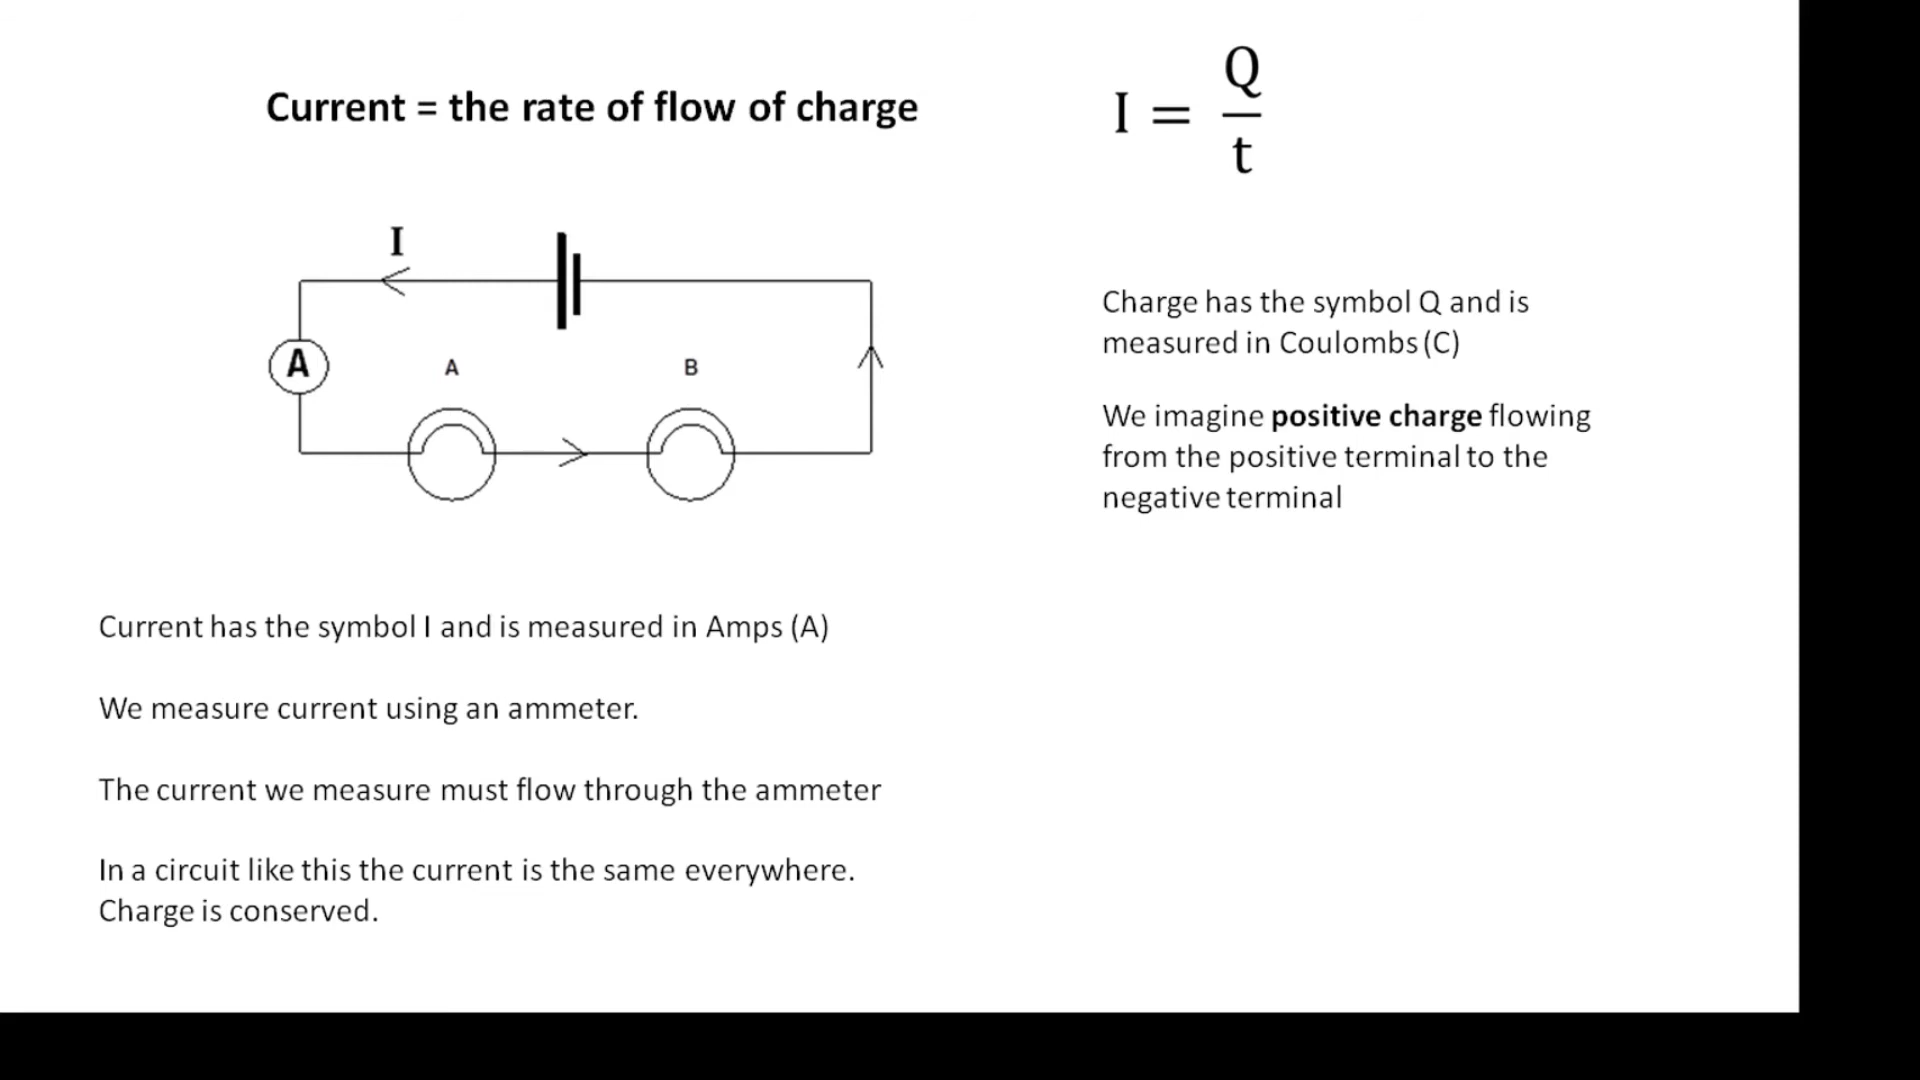 Current = the rate of flow of charge
I = Q
t
I
A
A
B
Charge has the symbol Q and is
measured in Coulombs (C)
We imagine positive charge flowing
from the positive terminal to the
negative terminal
Current has the symbol I and is measured in Amps (A)
We measure current using an ammeter.
The current we measure must flow through the ammeter
In a circuit like this the current is the same everywhere.
Charge is conserved.